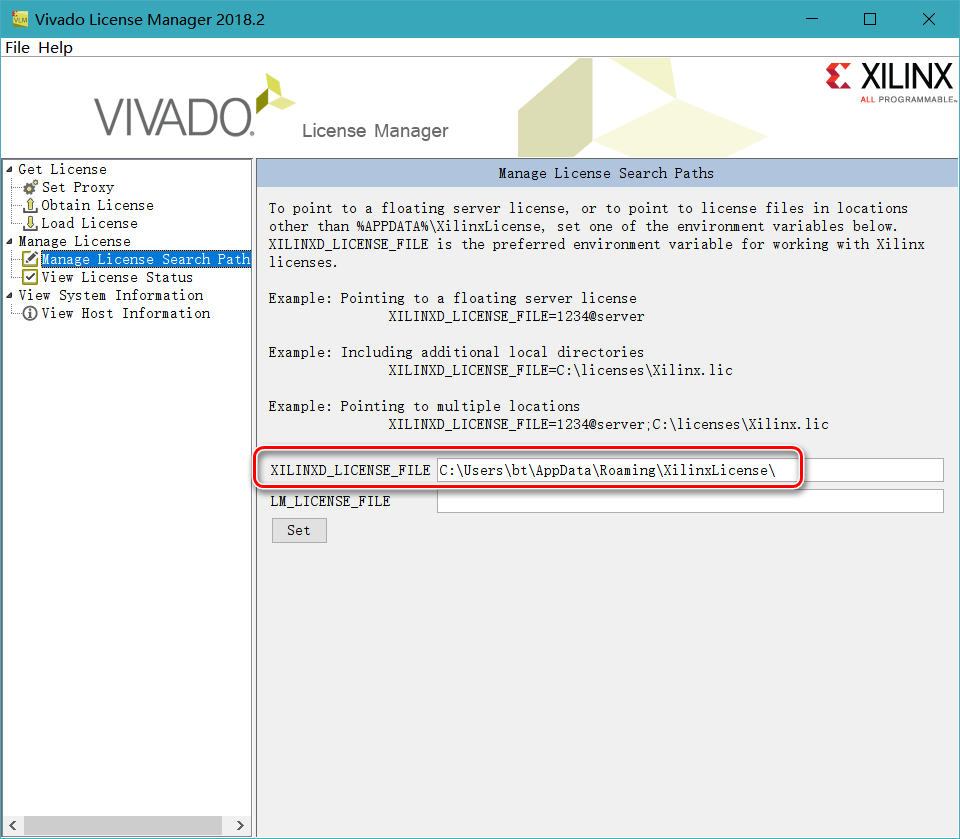 Vivado License Manager 2018.2
File Help
VIVADO.
License Manager
XILINX
ALL PROGRAMMABLE™
Get License
Set Proxy
Obtain License
Load License
Manage License
Manage License Search Path
View License Status
View System Information
View Host Information
Manage License Search Paths
To point to a floating server license, or to point to license files in locations
other than %APPDATA%\XilinxLicense, set one of the environment variables below.
XILINXD_LICENSE_FILE is the preferred environment variable for working with Xilinx
licenses.
Example: Pointing to a floating server license
XILINXD_LICENSE_FILE=1234@server
Example: Including additional local directories
XILINXD_LICENSE_FILE=C:\licenses\Xilinx.lic
Example: Pointing to multiple locations
XILINXD_LICENSE_FILE=1234@server;C:\licenses\Xilinx.lic
XILINXD_LICENSE_FILE C:\Users\bt\AppData\Roaming\XilinxLicense\
LM_LICENSE_FILE
Set